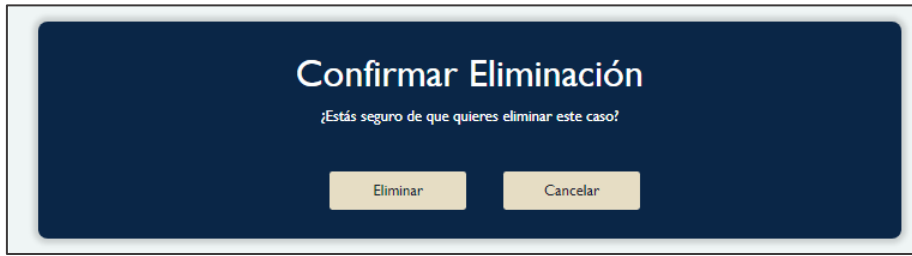 Confirmar Eliminación
¿Estás seguro de que quieres eliminar este caso?
Eliminar
Cancelar